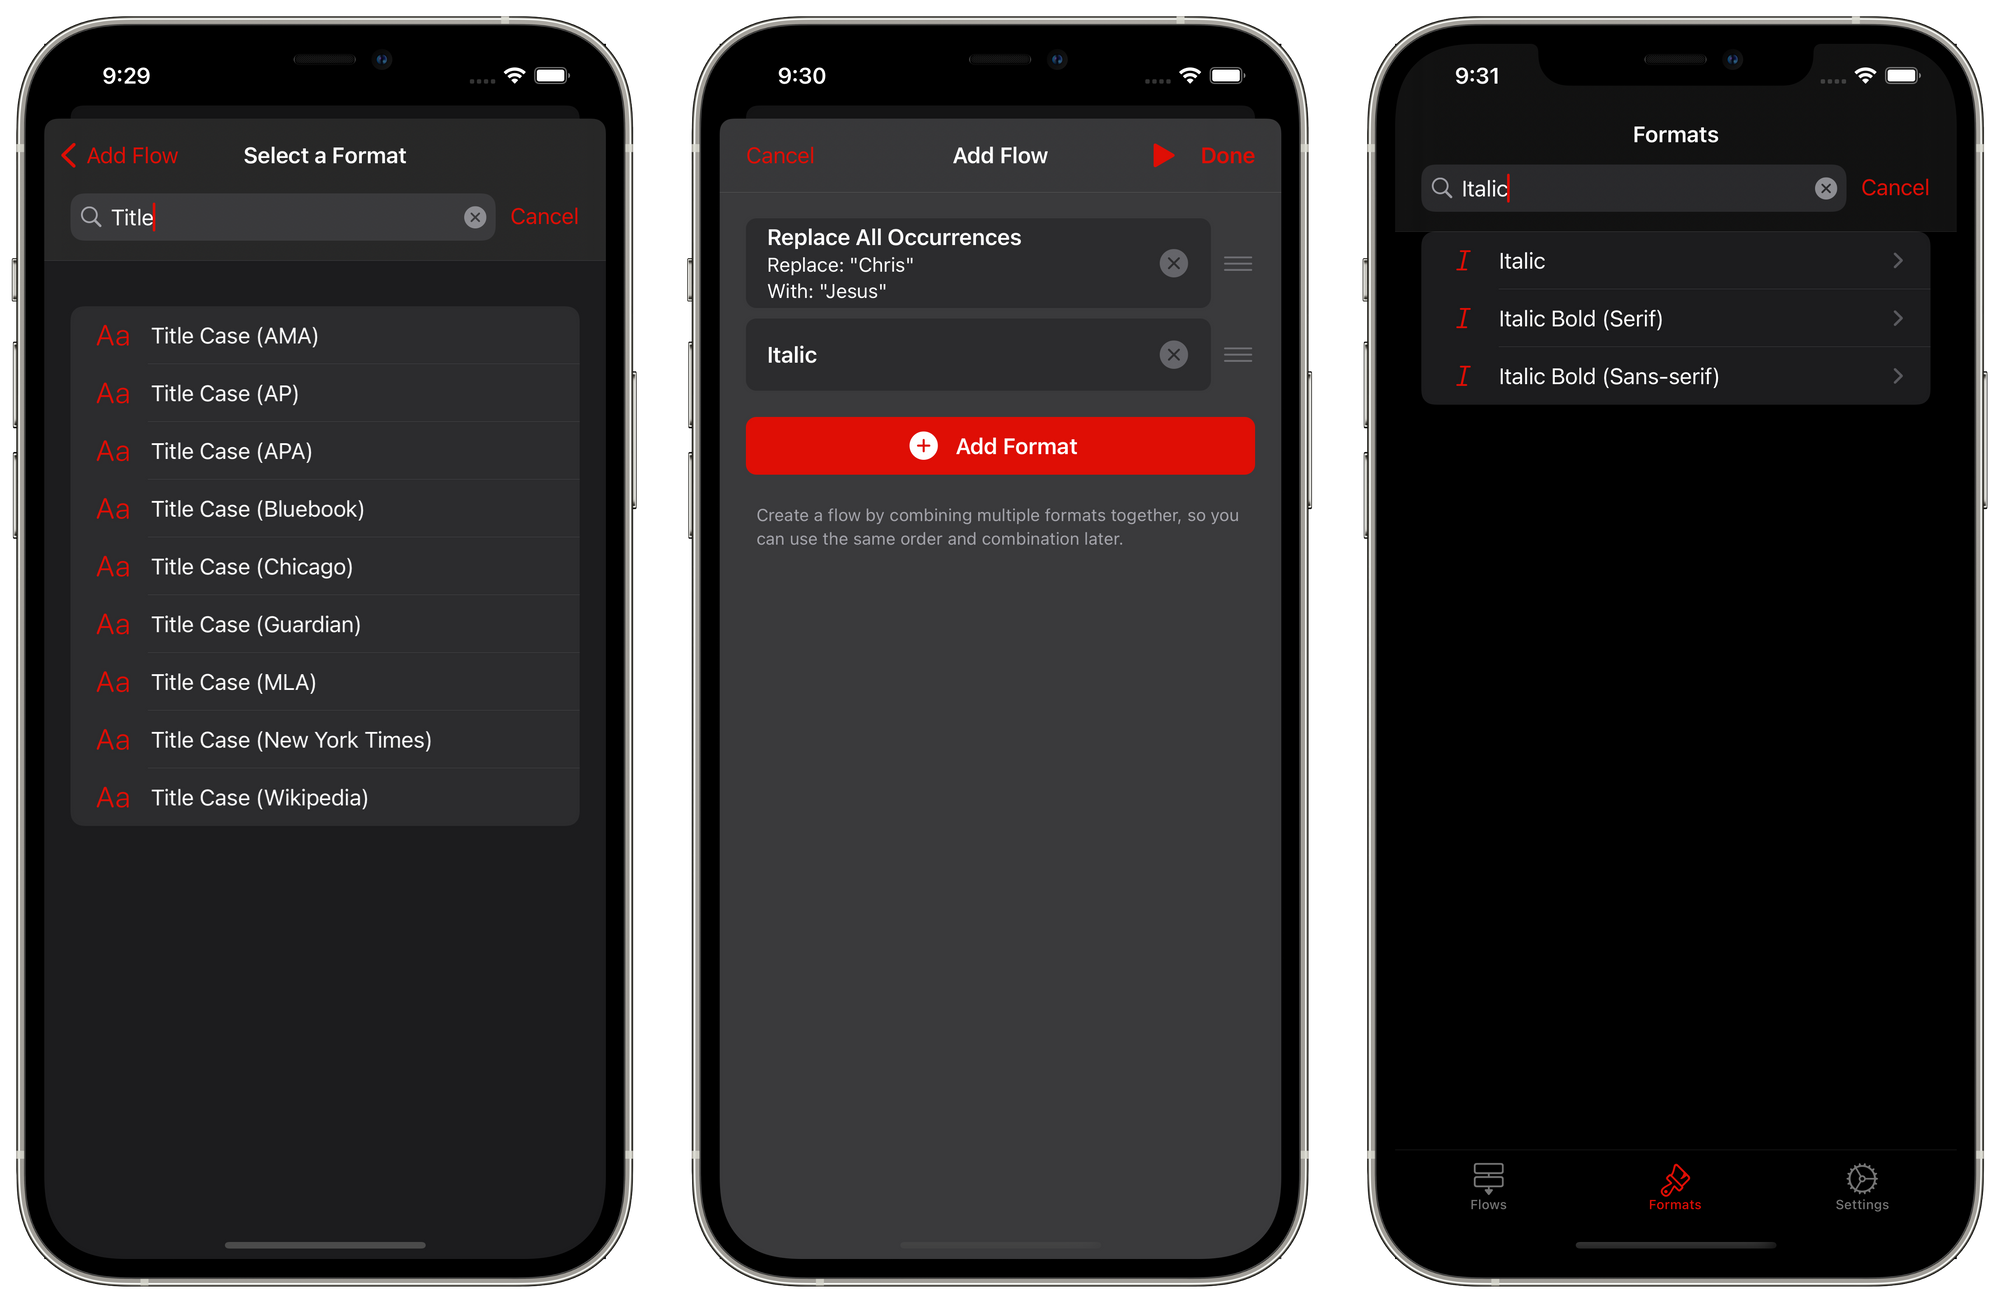 9:29
Add Flow
Select a Format
Title
Cancel
Aa Title Case (AMA)
Aa Title Case (AP)
Aa Title Case (APA)
Aa Title Case (Bluebook)
Aa Title Case (Chicago)
Aa Title Case (Guardian)
Aa Title Case (MLA)
Aa Title Case (New York Times)
Aa Title Case (Wikipedia)
9:30
Cancel
Add Flow
Done
Replace All Occurrences
Replace: "Chris"
With: "Jesus"
Italic
Add Format
Create a flow by combining multiple formats together, so you
can use the same order and combination later.
9:31
Formats
Italic
Cancel
I Italic
I Italic Bold (Serif)
I Italic Bold (Sans-serif)
Flows
Formats
Settings